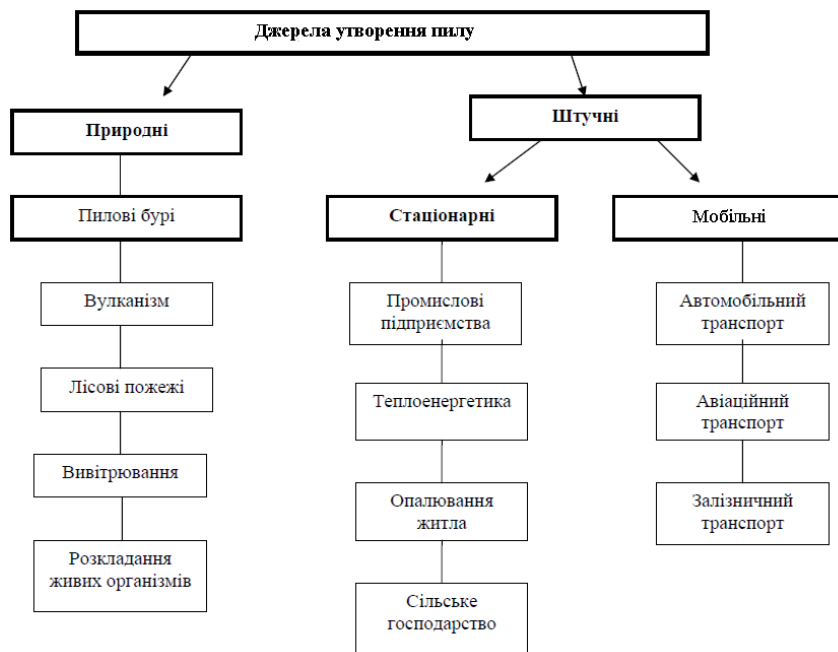 Джерела утворення пилу
Природні
Штучні
Пилові бурі
Стаціонарні
Мобільні
Вулканізм
Промислові
підприємства
Автомобільний
транспорт
Лісові пожежі
Теплоенергетика
Авіаційний
транспорт
Вивітрювання
Опалювання
житла
Залізничний
транспорт
Розкладання
живих організмів
Сільське
господарство